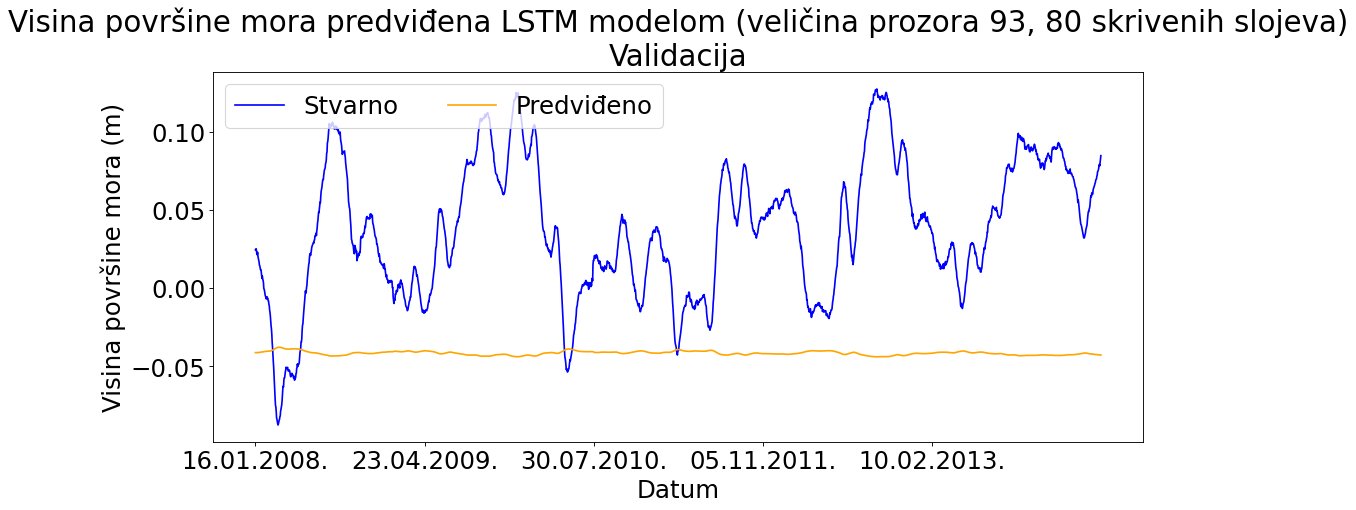 Visina površine mora predviđena LSTM modelom (veličina prozora 93, 80 skrivenih slojeva)
Validacija
Stvarno
Predviđeno
Visina površine mora (m)
0.10
0.05
0.00
−0.05
16.01.2008.
23.04.2009.
30.07.2010.
05.11.2011.
10.02.2013.
Datum